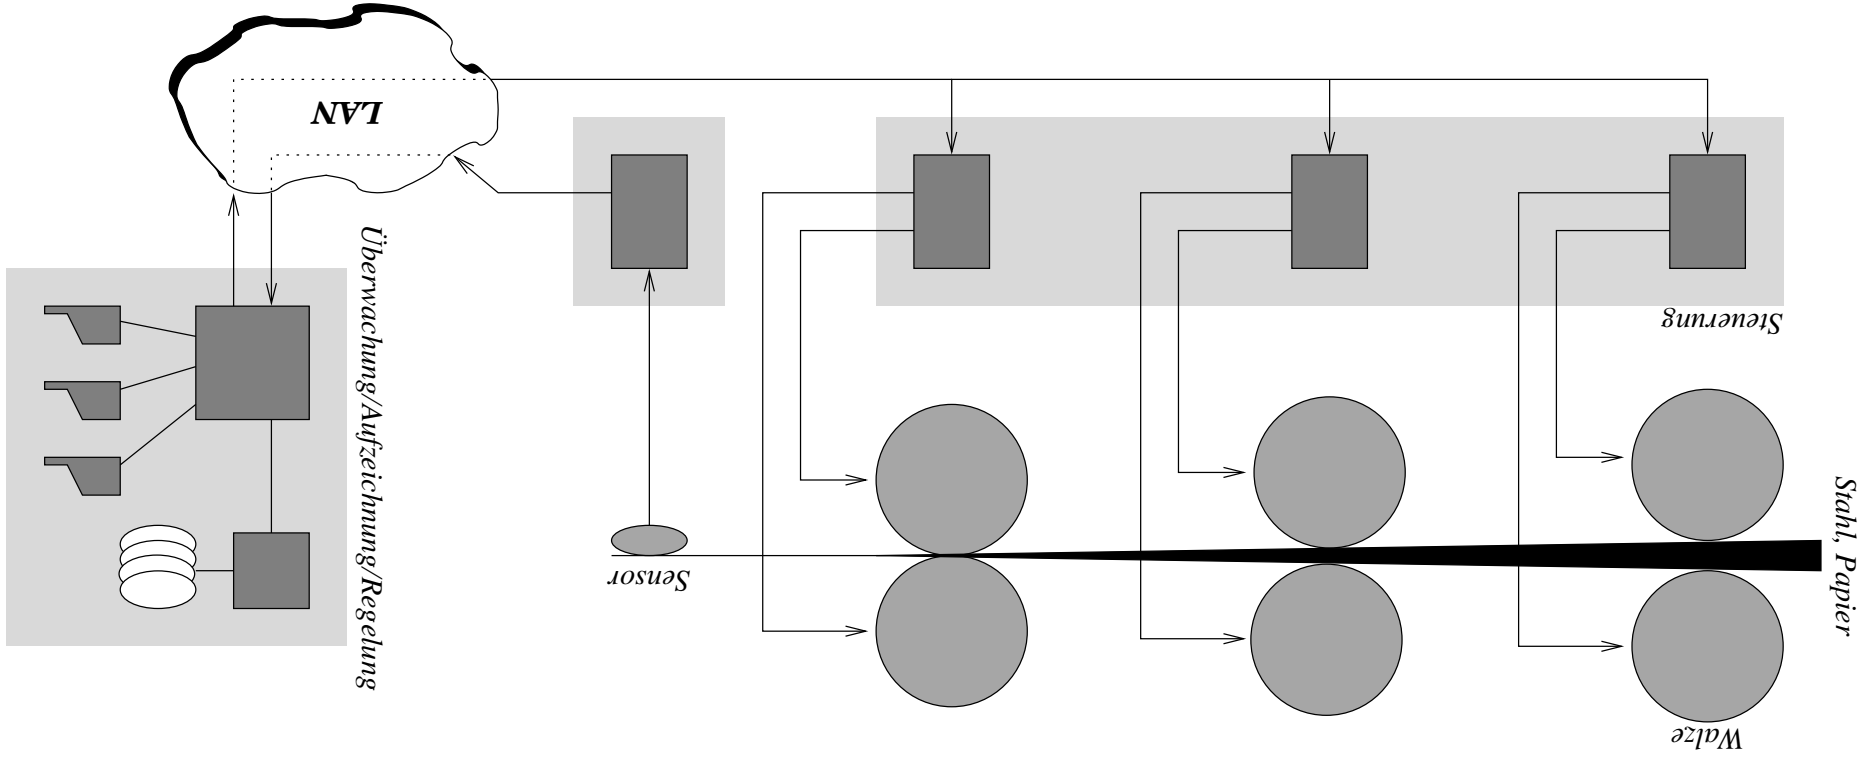 Walze
Stahl, Papier
Sensor
Steuerung
Überwachung/Aufzeichnung/Regelung
LAN